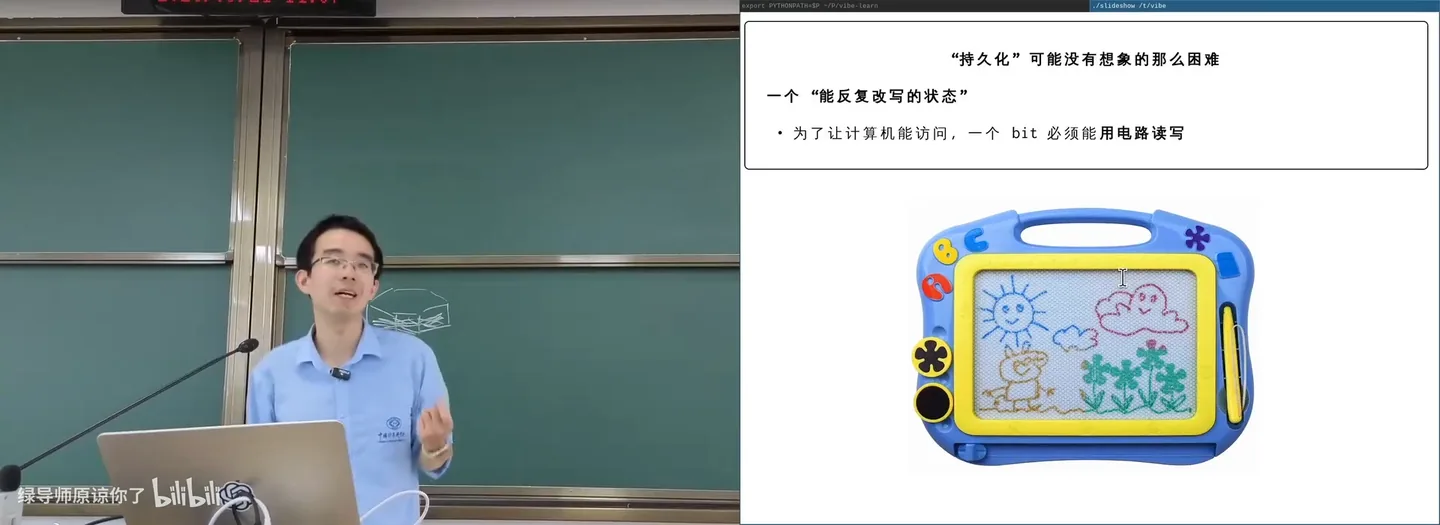 export PYTHONPATH=$P ~/P/vibe-learn
./slideshow /t/vibe
“持久化”可能没有想象的那么困难
一个 “能反复改写的状态”
• 为了让计算机能访问，一个 bit 必须能用电路读写
B C
A
绿导师原谅你了 bilibili